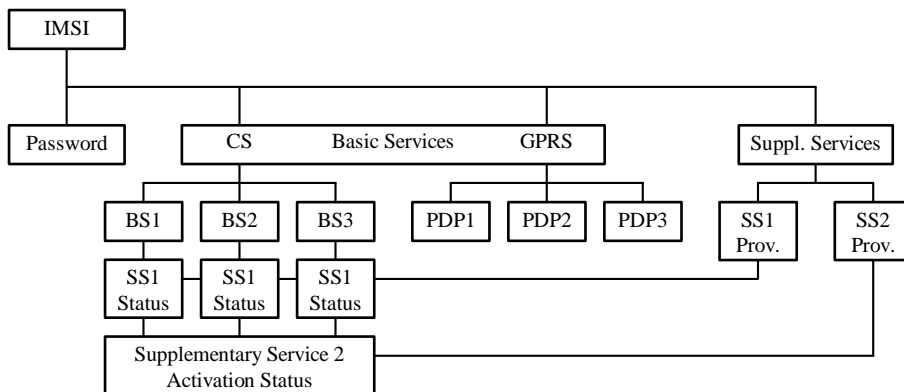 IMSI
Password
CS Basic Services GPRS
Suppl. Services
BS1
BS2
BS3
PDP1
PDP2
PDP3
SS1
Prov.
SS2
Prov.
SS1
Status
SS1
Status
SS1
Status
Supplementary Service 2
Activation Status